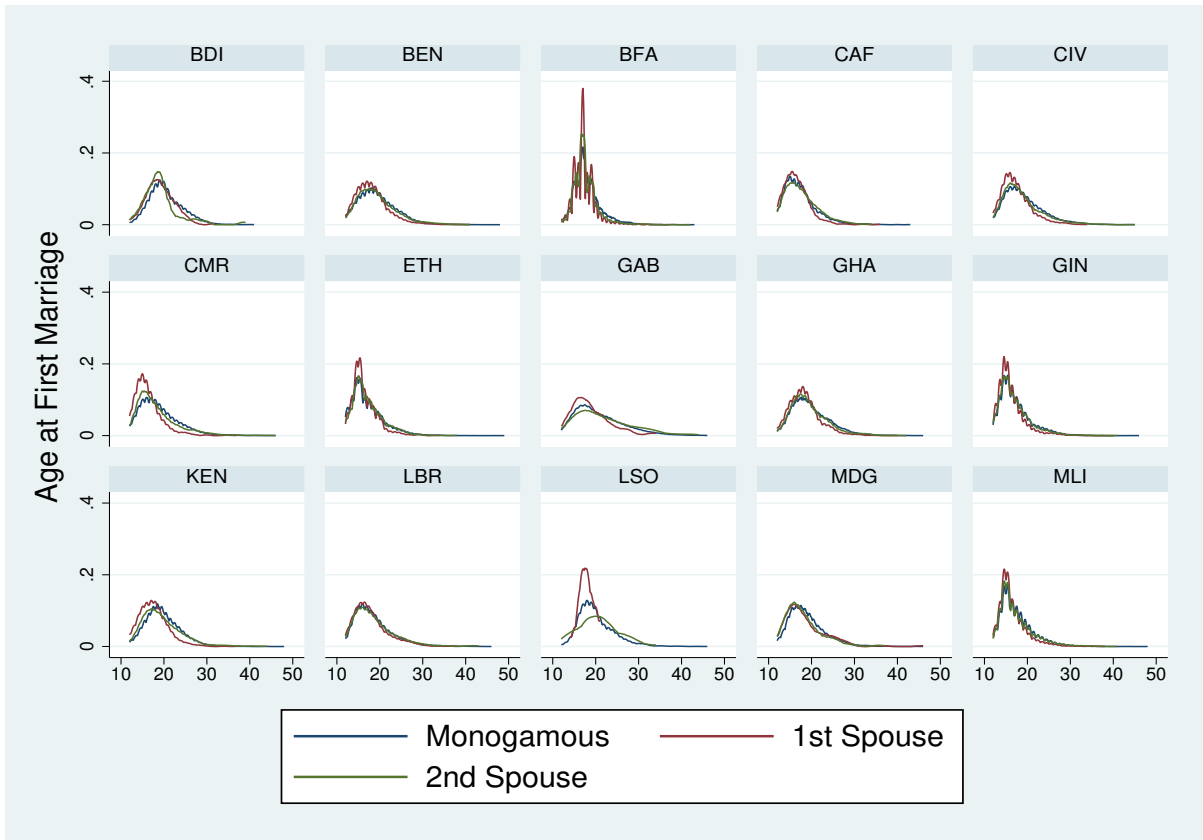 BDI BEN BFA CAF CIV
.4
.2
0
CMR ETH GAB GHA GIN
.4
.2
0
KEN LBR LSO MDG MLI
.4
.2
0
10 20 30 40 50 10 20 30 40 50 10 20 30 40 50 10 20 30 40 50 10 20 30 40 50
Age at First Marriage
Monogamous 1st Spouse
2nd Spouse